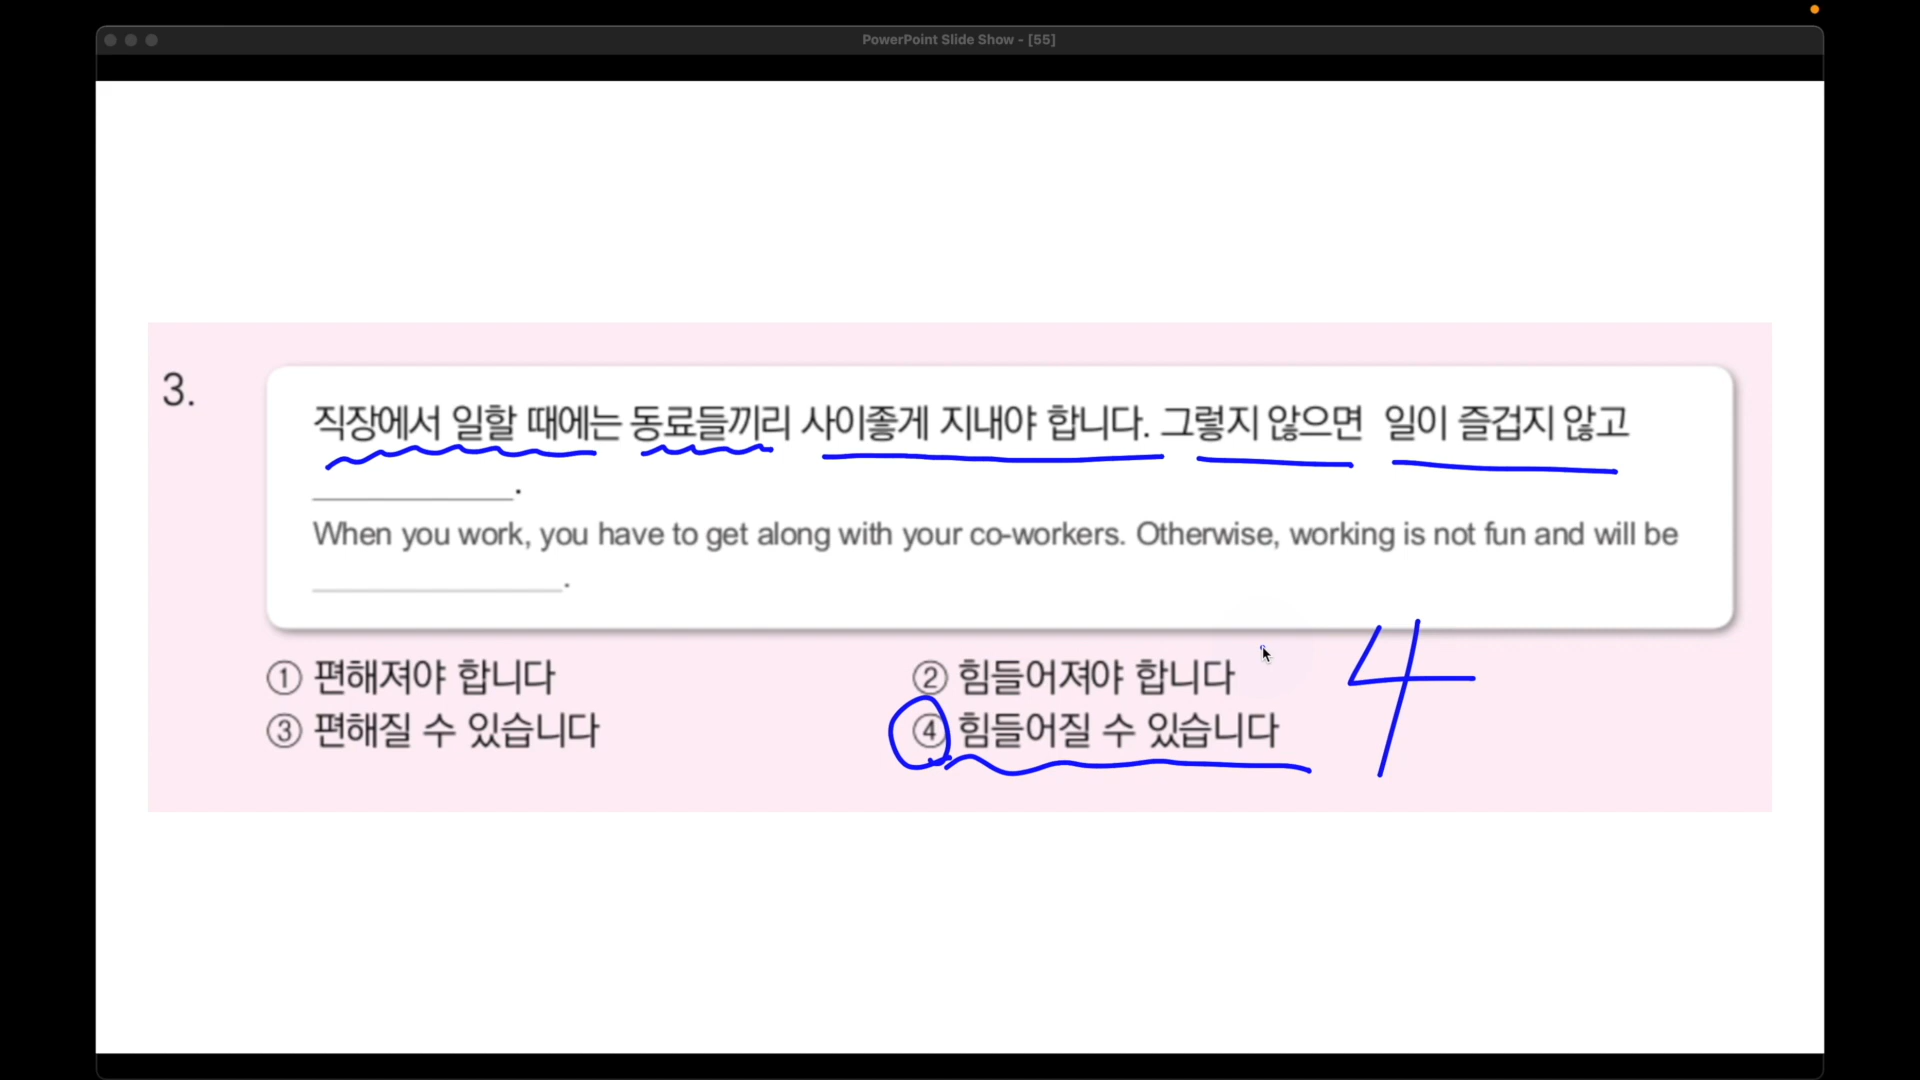 PowerPoint Slide Show - [55]
3.
직장에서 일할 때에는 동료들끼리 사이좋게 지내야 합니다. 그렇지 않으면 일이 즐겁지 않고
____________.
When you work, you have to get along with your co-workers. Otherwise, working is not fun and will be
_______________.
① 편해져야 합니다
② 힘들어져야 합니다
③ 편해질 수 있습니다
④ 힘들어질 수 있습니다
4